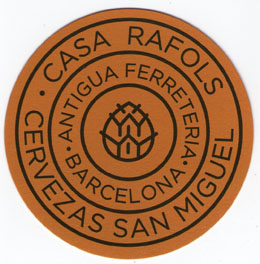 CASA RAFOLS
CERVEZAS SAN MIGUEL
ANTIGUA FERRETERIA
BARCELONA